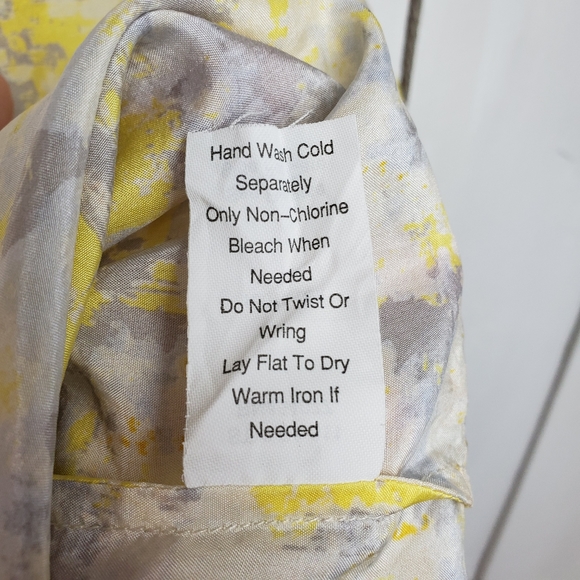 Hand Wash Cold
Separately
Only Non-Chlorine
Bleach When
Needed
Do Not Twist Or
Wring
Lay Flat To Dry
Warm Iron If
Needed